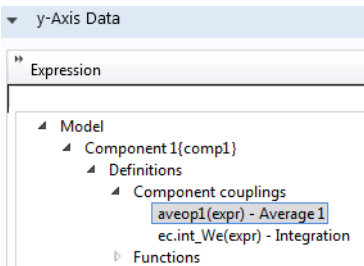 y-Axis Data
Expression
Model
Component 1{comp1}
Definitions
Component couplings
aveop1(expr) - Average 1
ec.int_We(expr) - Integration
Functions